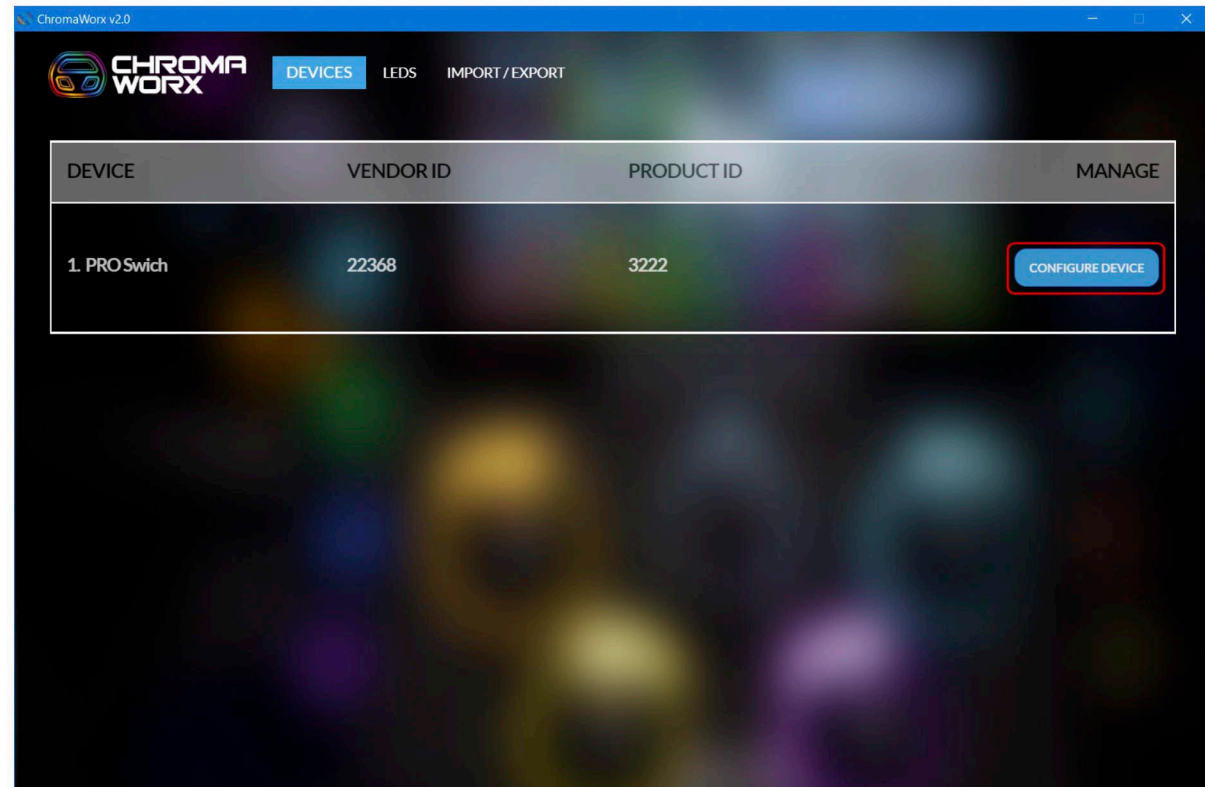 ChromaWorx v2.0
CHROMA
WORX
DEVICES LEDS IMPORT / EXPORT
DEVICE VENDOR ID PRODUCT ID MANAGE
1. PRO Swich 22368 3222 CONFIGURE DEVICE